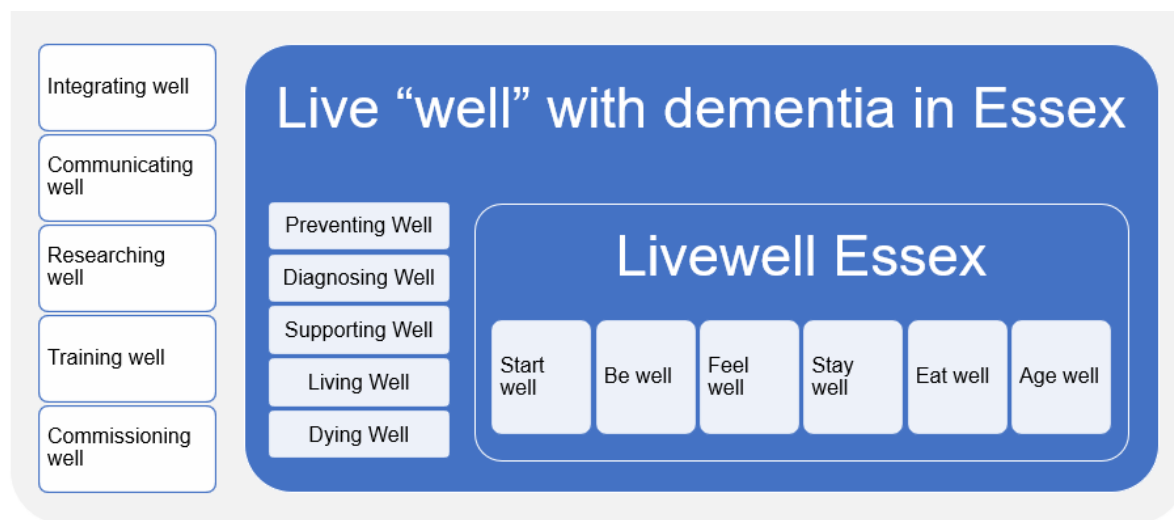 Integrating well
Communicating
well
Researching
well
Training well
Commissioning
well
Live “well” with dementia in Essex
Preventing Well
Diagnosing Well
Supporting Well
Living Well
Dying Well
Livewell Essex
Start
well
Be well
Feel
well
Stay
well
Eat well
Age well